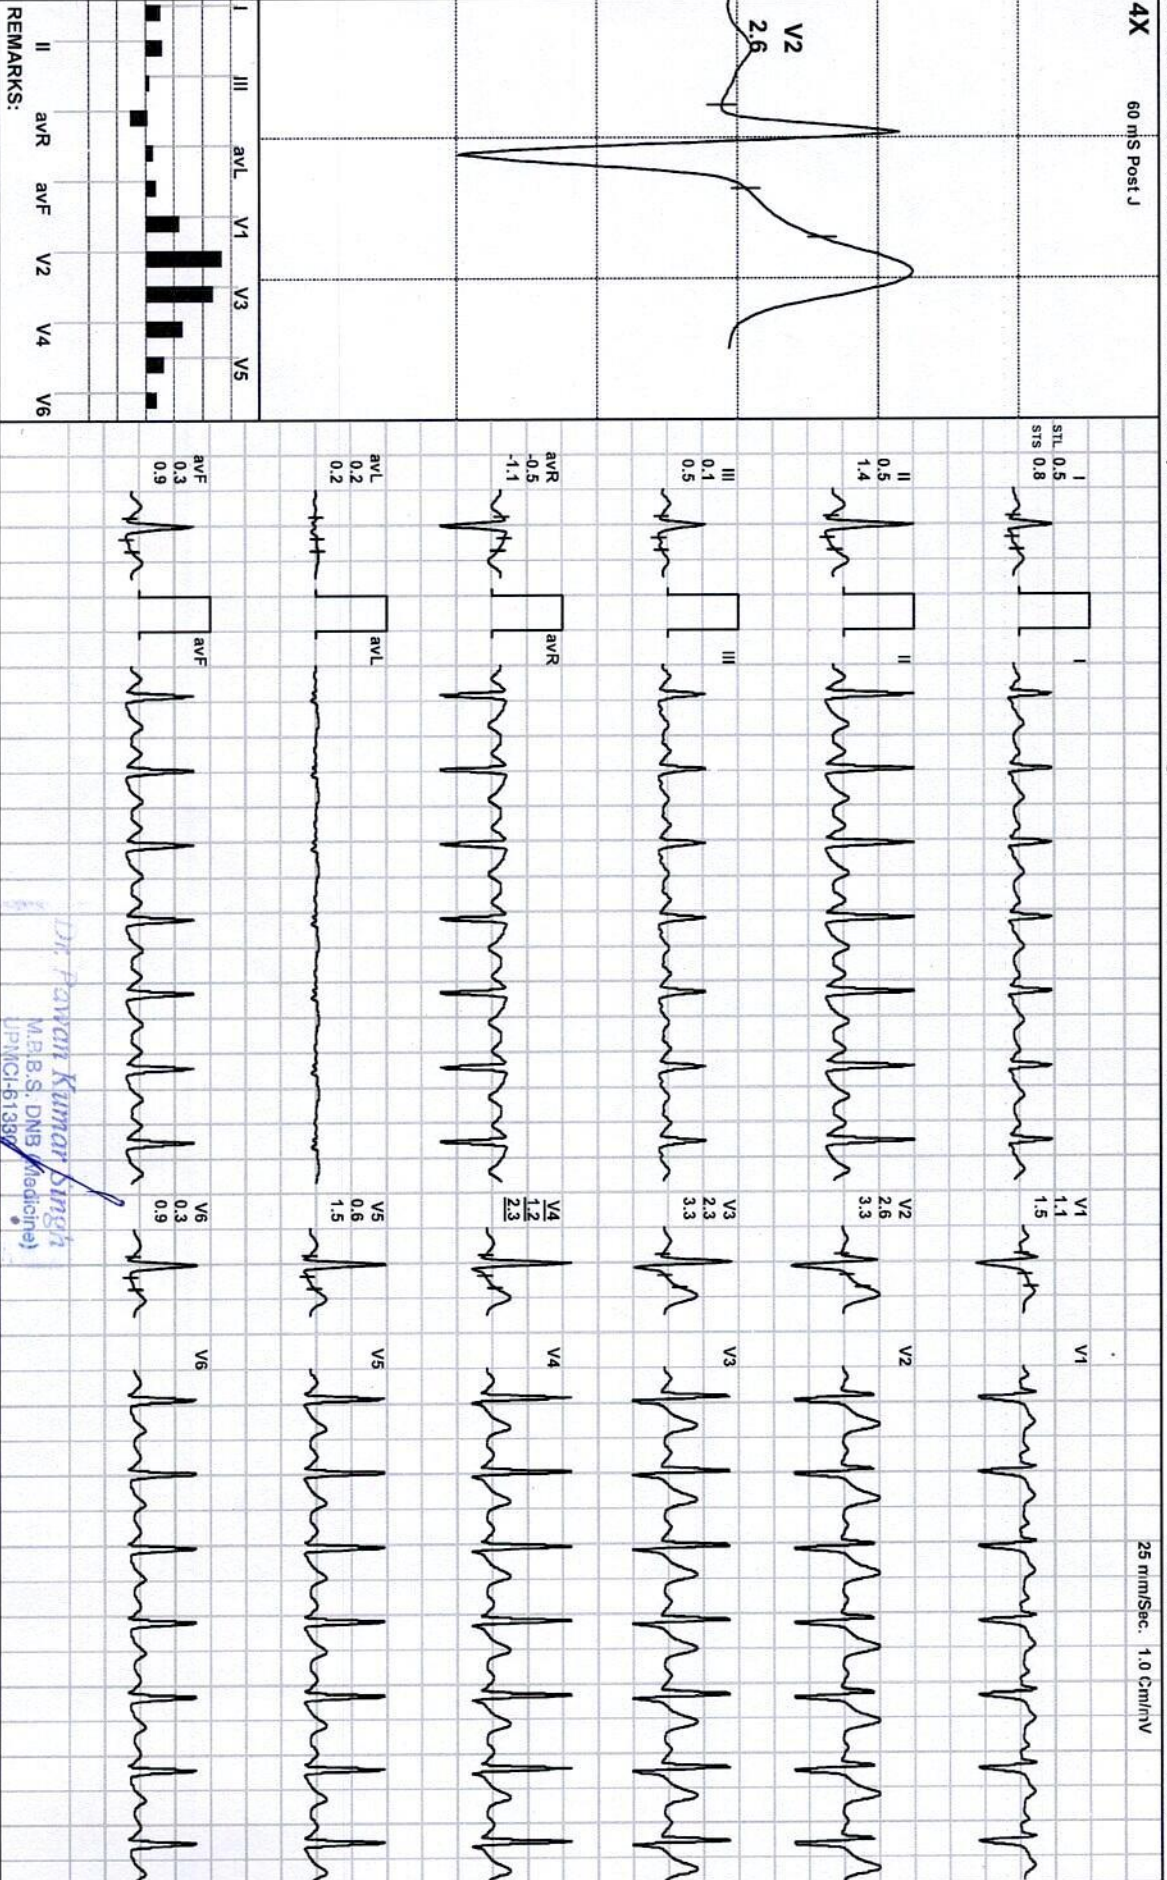 4X
60 mS Post J
25 mm/Sec. 1.0 Cm/mV
V2
2.6
I
STL 0.5
STS 0.8
I
V1
1.1
1.5
V1
II
0.5
1.4
II
V2
2.6
3.3
V2
III
0.1
0.5
III
V3
2.3
3.3
V3
avR
-0.5
-1.1
avR
V4
1.2
2.3
V4
avL
0.2
0.2
avL
V5
0.6
1.5
V5
avF
0.3
0.9
avF
V6
0.3
0.9
V6
I III avL V1 V3 V5
II avR avF V2 V4 V6
REMARKS:
Dr. Pawan Kumar Singh
M.B.B.S. DNB (Medicine)